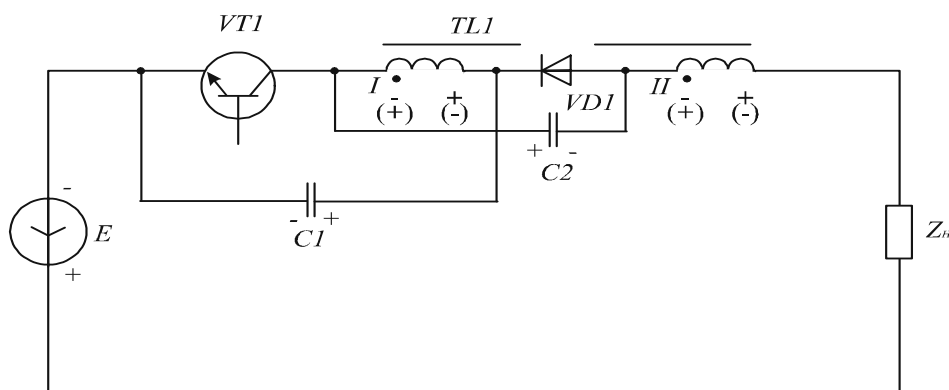 VT1
TL1
I
- +
(+) (-)
VD1
II
- +
(+) (-)
+ -
C2
- +
C1
-
E
+
Zн